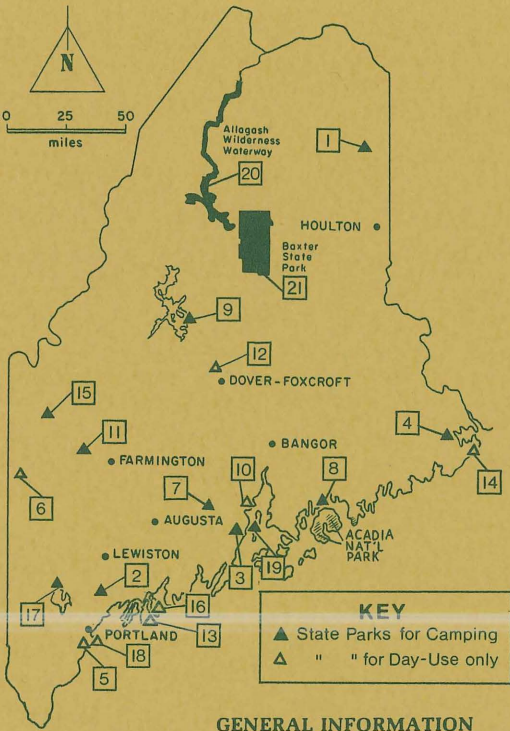 N
0 25 50
miles
Allagash
Wilderness
Waterway
1
20
HOULTON
Baxter
State
Park
21
9
12
DOVER-FOXCROFT
15
4
11
BANGOR
FARMINGTON
14
10
8
6
7
AUGUSTA
ACADIA
NAT'L
PARK
LEWISTON
3
19
2
16
17
PORTLAND
13
18
5
KEY
State Parks for Camping
" " for Day-Use only
GENERAL INFORMATION